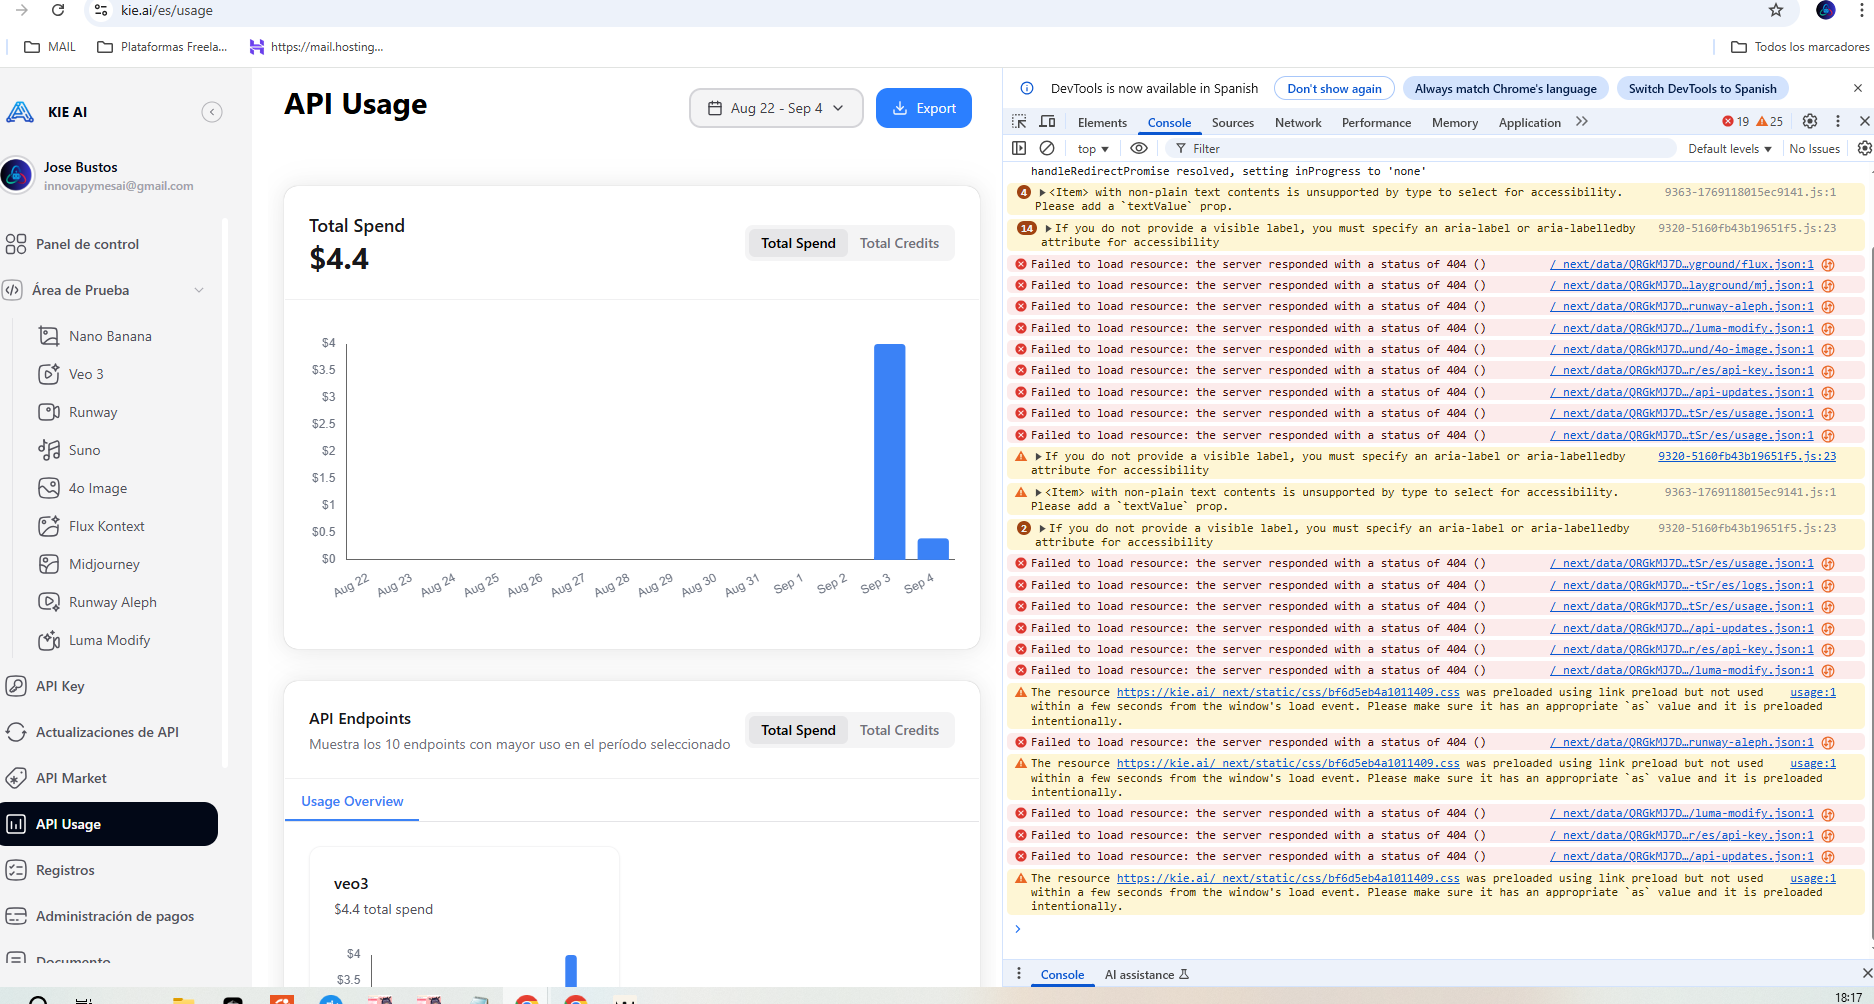 kie.ai/es/usage
MAIL
Plataformas Freela...
https://mail.hosting...
Todos los marcadores
KIE AI
Jose Bustos
innovapymesai@gmail.com
Panel de control
Área de Prueba
Nano Banana
Veo 3
Runway
Suno
4o Image
Flux Kontext
Midjourney
Runway Aleph
Luma Modify
API Key
Actualizaciones de API
API Market
API Usage
Registros
Administración de pagos
Documento
API Usage
Aug 22 - Sep 4
Export
Total Spend
$4.4
Total Spend
Total Credits
$4
$3.5
$3
$2.5
$2
$1.5
$1
$0.5
$0
Aug 22
Aug 23
Aug 24
Aug 25
Aug 26
Aug 27
Aug 28
Aug 29
Aug 30
Aug 31
Sep 1
Sep 2
Sep 3
Sep 4
API Endpoints
Muestra los 10 endpoints con mayor uso en el período seleccionado
Total Spend
Total Credits
Usage Overview
veo3
$4.4 total spend
$4
$3.5
DevTools is now available in Spanish
Don't show again
Always match Chrome's language
Switch DevTools to Spanish
Elements
Console
Sources
Network
Performance
Memory
Application
19
25
top
Filter
Default levels
No Issues
handleRedirectPromise resolved, setting inProgress to 'none'
4 <Item> with non-plain text contents is unsupported by type to select for accessibility. 9363-1769118015ec9141.js:1
Please add a `textValue` prop.
14 If you do not provide a visible label, you must specify an aria-label or aria-labelledby 9320-5160fb43b19651f5.js:23
attribute for accessibility
Failed to load resource: the server responded with a status of 404 () / next/data/QRGkMJ7D…yground/flux.json:1
Failed to load resource: the server responded with a status of 404 () / next/data/QRGkMJ7D…layground/mj.json:1
Failed to load resource: the server responded with a status of 404 () / next/data/QRGkMJ7D…runway-aleph.json:1
Failed to load resource: the server responded with a status of 404 () / next/data/QRGkMJ7D…/luma-modify.json:1
Failed to load resource: the server responded with a status of 404 () / next/data/QRGkMJ7D…und/4o-image.json:1
Failed to load resource: the server responded with a status of 404 () / next/data/QRGkMJ7D…r/es/api-key.json:1
Failed to load resource: the server responded with a status of 404 () / next/data/QRGkMJ7D…/api-updates.json:1
Failed to load resource: the server responded with a status of 404 () / next/data/QRGkMJ7D…tSr/es/usage.json:1
Failed to load resource: the server responded with a status of 404 () / next/data/QRGkMJ7D…tSr/es/usage.json:1
If you do not provide a visible label, you must specify an aria-label or aria-labelledby 9320-5160fb43b19651f5.js:23
attribute for accessibility
<Item> with non-plain text contents is unsupported by type to select for accessibility. 9363-1769118015ec9141.js:1
Please add a `textValue` prop.
2 If you do not provide a visible label, you must specify an aria-label or aria-labelledby 9320-5160fb43b19651f5.js:23
attribute for accessibility
Failed to load resource: the server responded with a status of 404 () / next/data/QRGkMJ7D…tSr/es/usage.json:1
Failed to load resource: the server responded with a status of 404 () / next/data/QRGkMJ7D…-tSr/es/logs.json:1
Failed to load resource: the server responded with a status of 404 () / next/data/QRGkMJ7D…tSr/es/usage.json:1
Failed to load resource: the server responded with a status of 404 () / next/data/QRGkMJ7D…/api-updates.json:1
Failed to load resource: the server responded with a status of 404 () / next/data/QRGkMJ7D…r/es/api-key.json:1
Failed to load resource: the server responded with a status of 404 () / next/data/QRGkMJ7D…/luma-modify.json:1
The resource https://kie.ai/ next/static/css/bf6d5eb4a1011409.css was preloaded using link preload but not used usage:1
within a few seconds from the window's load event. Please make sure it has an appropriate `as` value and it is preloaded
intentionally.
Failed to load resource: the server responded with a status of 404 () / next/data/QRGkMJ7D…runway-aleph.json:1
The resource https://kie.ai/ next/static/css/bf6d5eb4a1011409.css was preloaded using link preload but not used usage:1
within a few seconds from the window's load event. Please make sure it has an appropriate `as` value and it is preloaded
intentionally.
Failed to load resource: the server responded with a status of 404 () / next/data/QRGkMJ7D…/luma-modify.json:1
Failed to load resource: the server responded with a status of 404 () / next/data/QRGkMJ7D…r/es/api-key.json:1
Failed to load resource: the server responded with a status of 404 () / next/data/QRGkMJ7D…/api-updates.json:1
The resource https://kie.ai/ next/static/css/bf6d5eb4a1011409.css was preloaded using link preload but not used usage:1
within a few seconds from the window's load event. Please make sure it has an appropriate `as` value and it is preloaded
intentionally.
Console
AI assistance
18:17